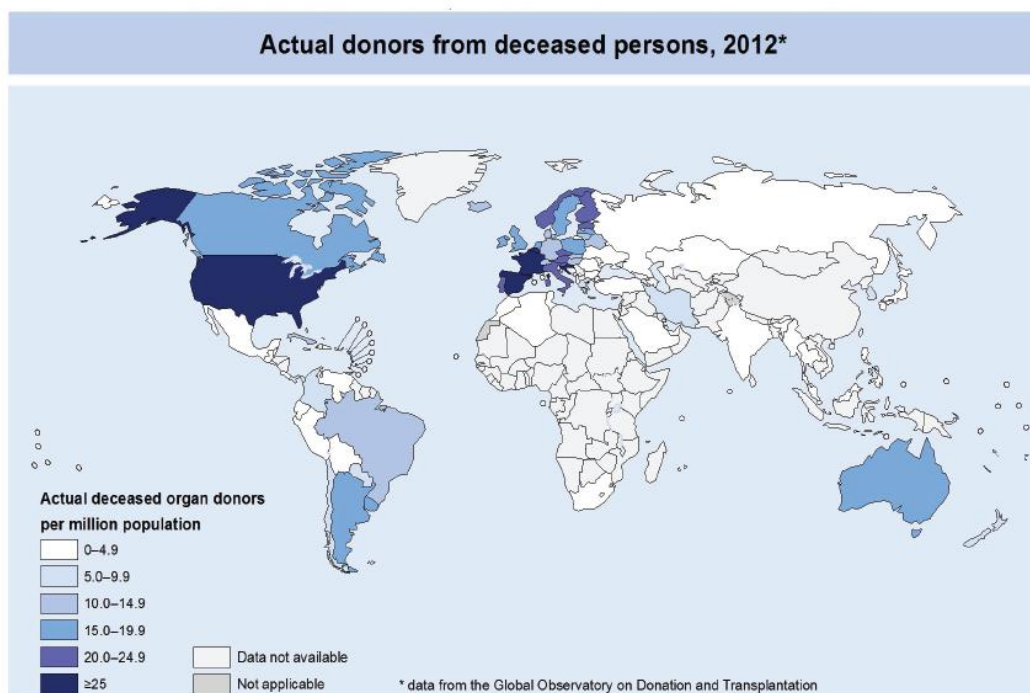 Actual donors from deceased persons, 2012*
Actual deceased organ donors
per million population
0–4.9
5.0–9.9
10.0–14.9
15.0–19.9
20.0–24.9
≥25
Data not available
Not applicable
* data from the Global Observatory on Donation and Transplantation